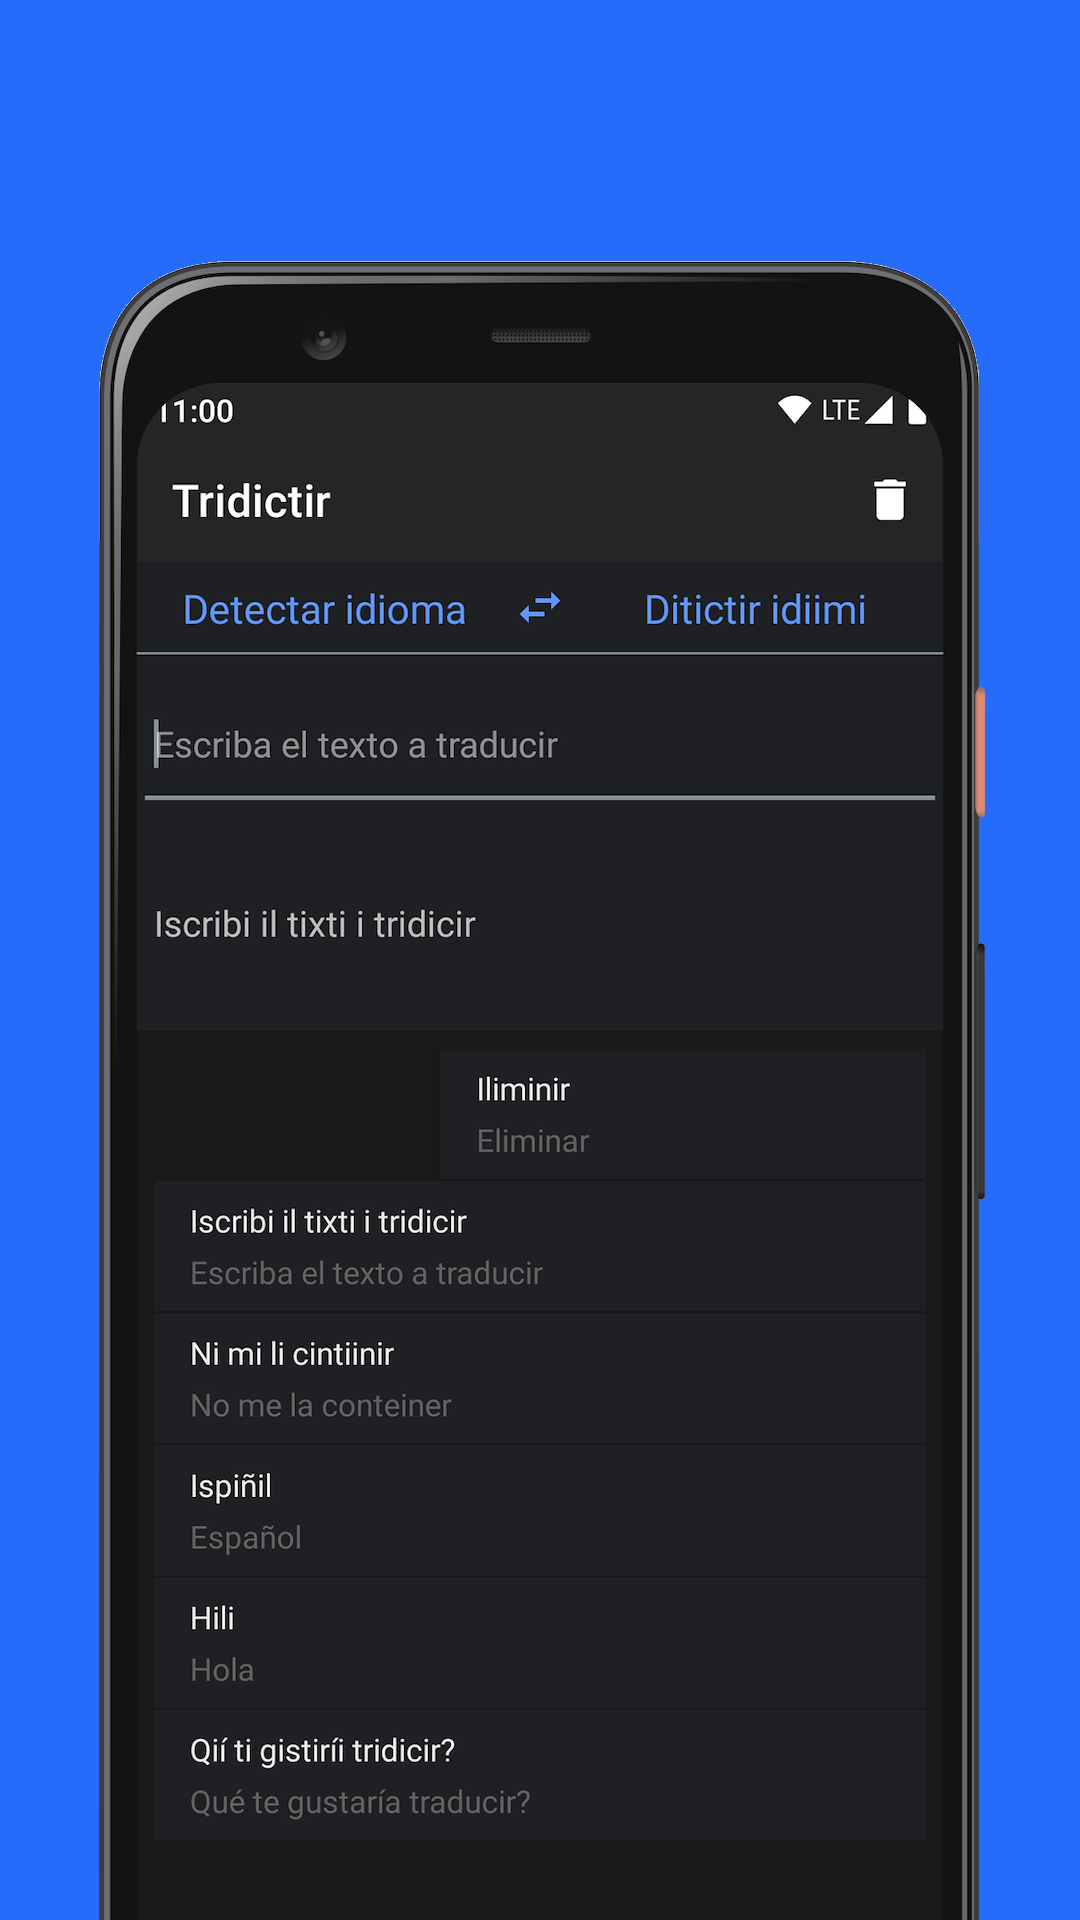 11:00 LTE
Tridictir
Detectar idioma Ditictir idiimi
Escriba el texto a traducir
Iscribi il tixti i tridicir
Iliminir
Eliminar
Iscribi il tixti i tridicir
Escriba el texto a traducir
Ni mi li cintiinir
No me la conteiner
Ispiñil
Español
Hili
Hola
Qií ti gistiríi tridicir?
Qué te gustaría traducir?